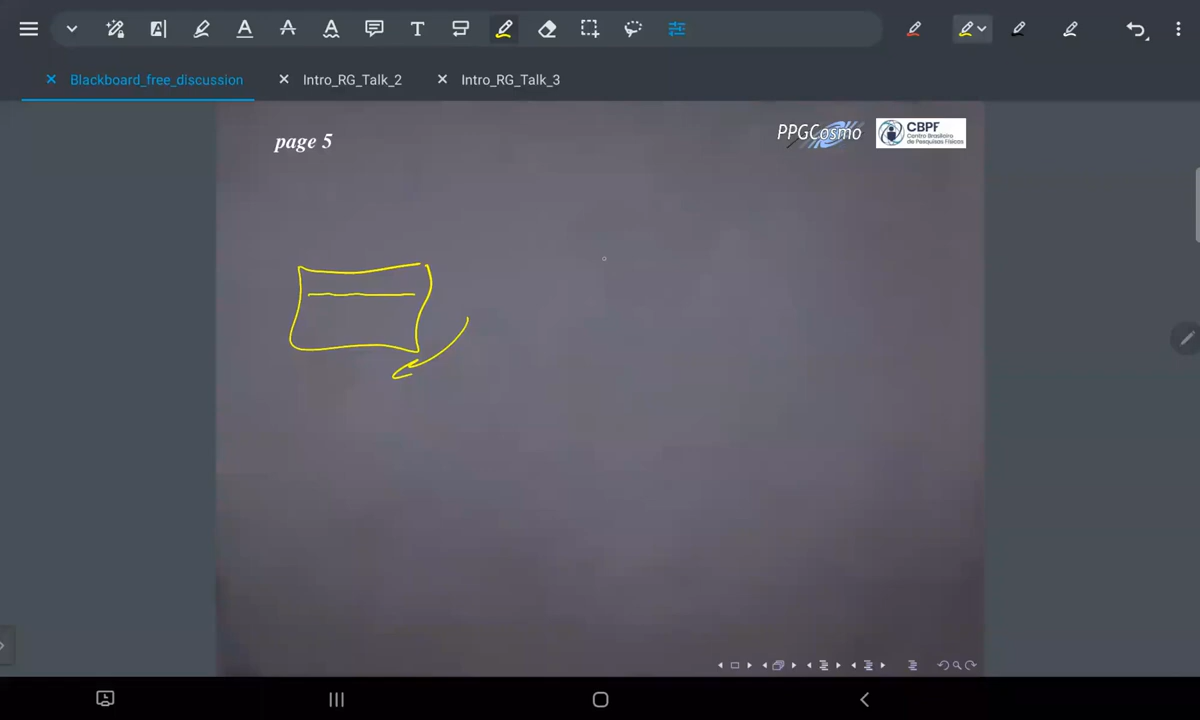 Blackboard_free_discussion
Intro_RG_Talk_2
Intro_RG_Talk_3
page 5
PPGCosmo
CBPF
Centro Brasileiro
de Pesquisas Físicas